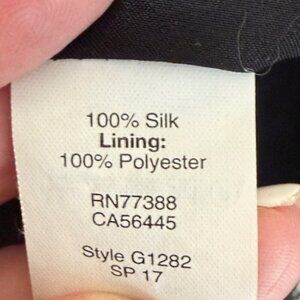 100% Silk
Lining:
100% Polyester
RN77388
CA56445
Style G1282
SP 17